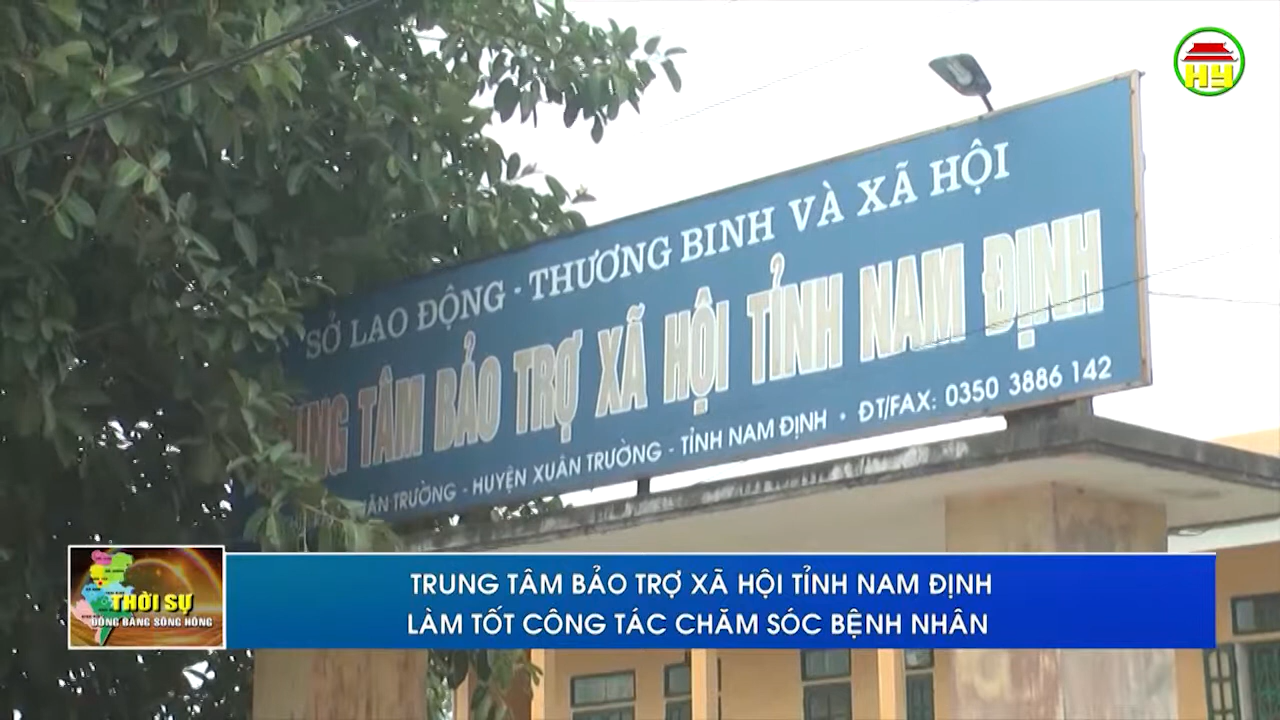 HY
SỞ LAO ĐỘNG - THƯƠNG BINH VÀ XÃ HỘI
TÂM BẢO TRỢ XÃ HỘI TỈNH NAM ĐỊNH
TRƯỜNG - HUYỆN XUÂN TRƯỜNG - TỈNH NAM ĐỊNH • ĐT/FAX: 0350 3886 142
THỜI SỰ
ĐỒNG BẰNG SÔNG HỒNG
TRUNG TÂM BẢO TRỢ XÃ HỘI TỈNH NAM ĐỊNH
LÀM TỐT CÔNG TÁC CHĂM SÓC BỆNH NHÂN